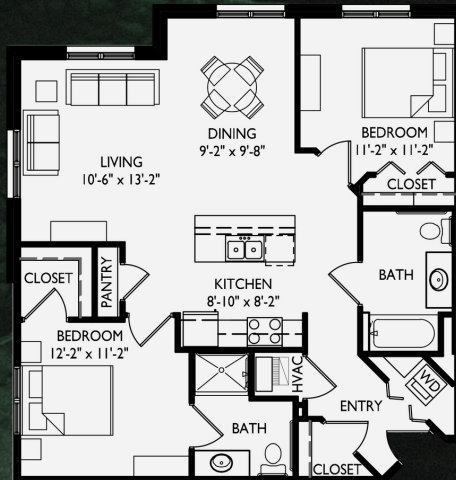 DINING
9'-2" x 9'-8"
BEDROOM
11'-2" x 11'-2"
LIVING
10'-6" x 13'-2"
CLOSET
CLOSET
PANTRY
BATH
KITCHEN
8'-10" x 8'-2"
BEDROOM
12'-2" x 11'-2"
HVAC
WD
ENTRY
BATH
CLOSET